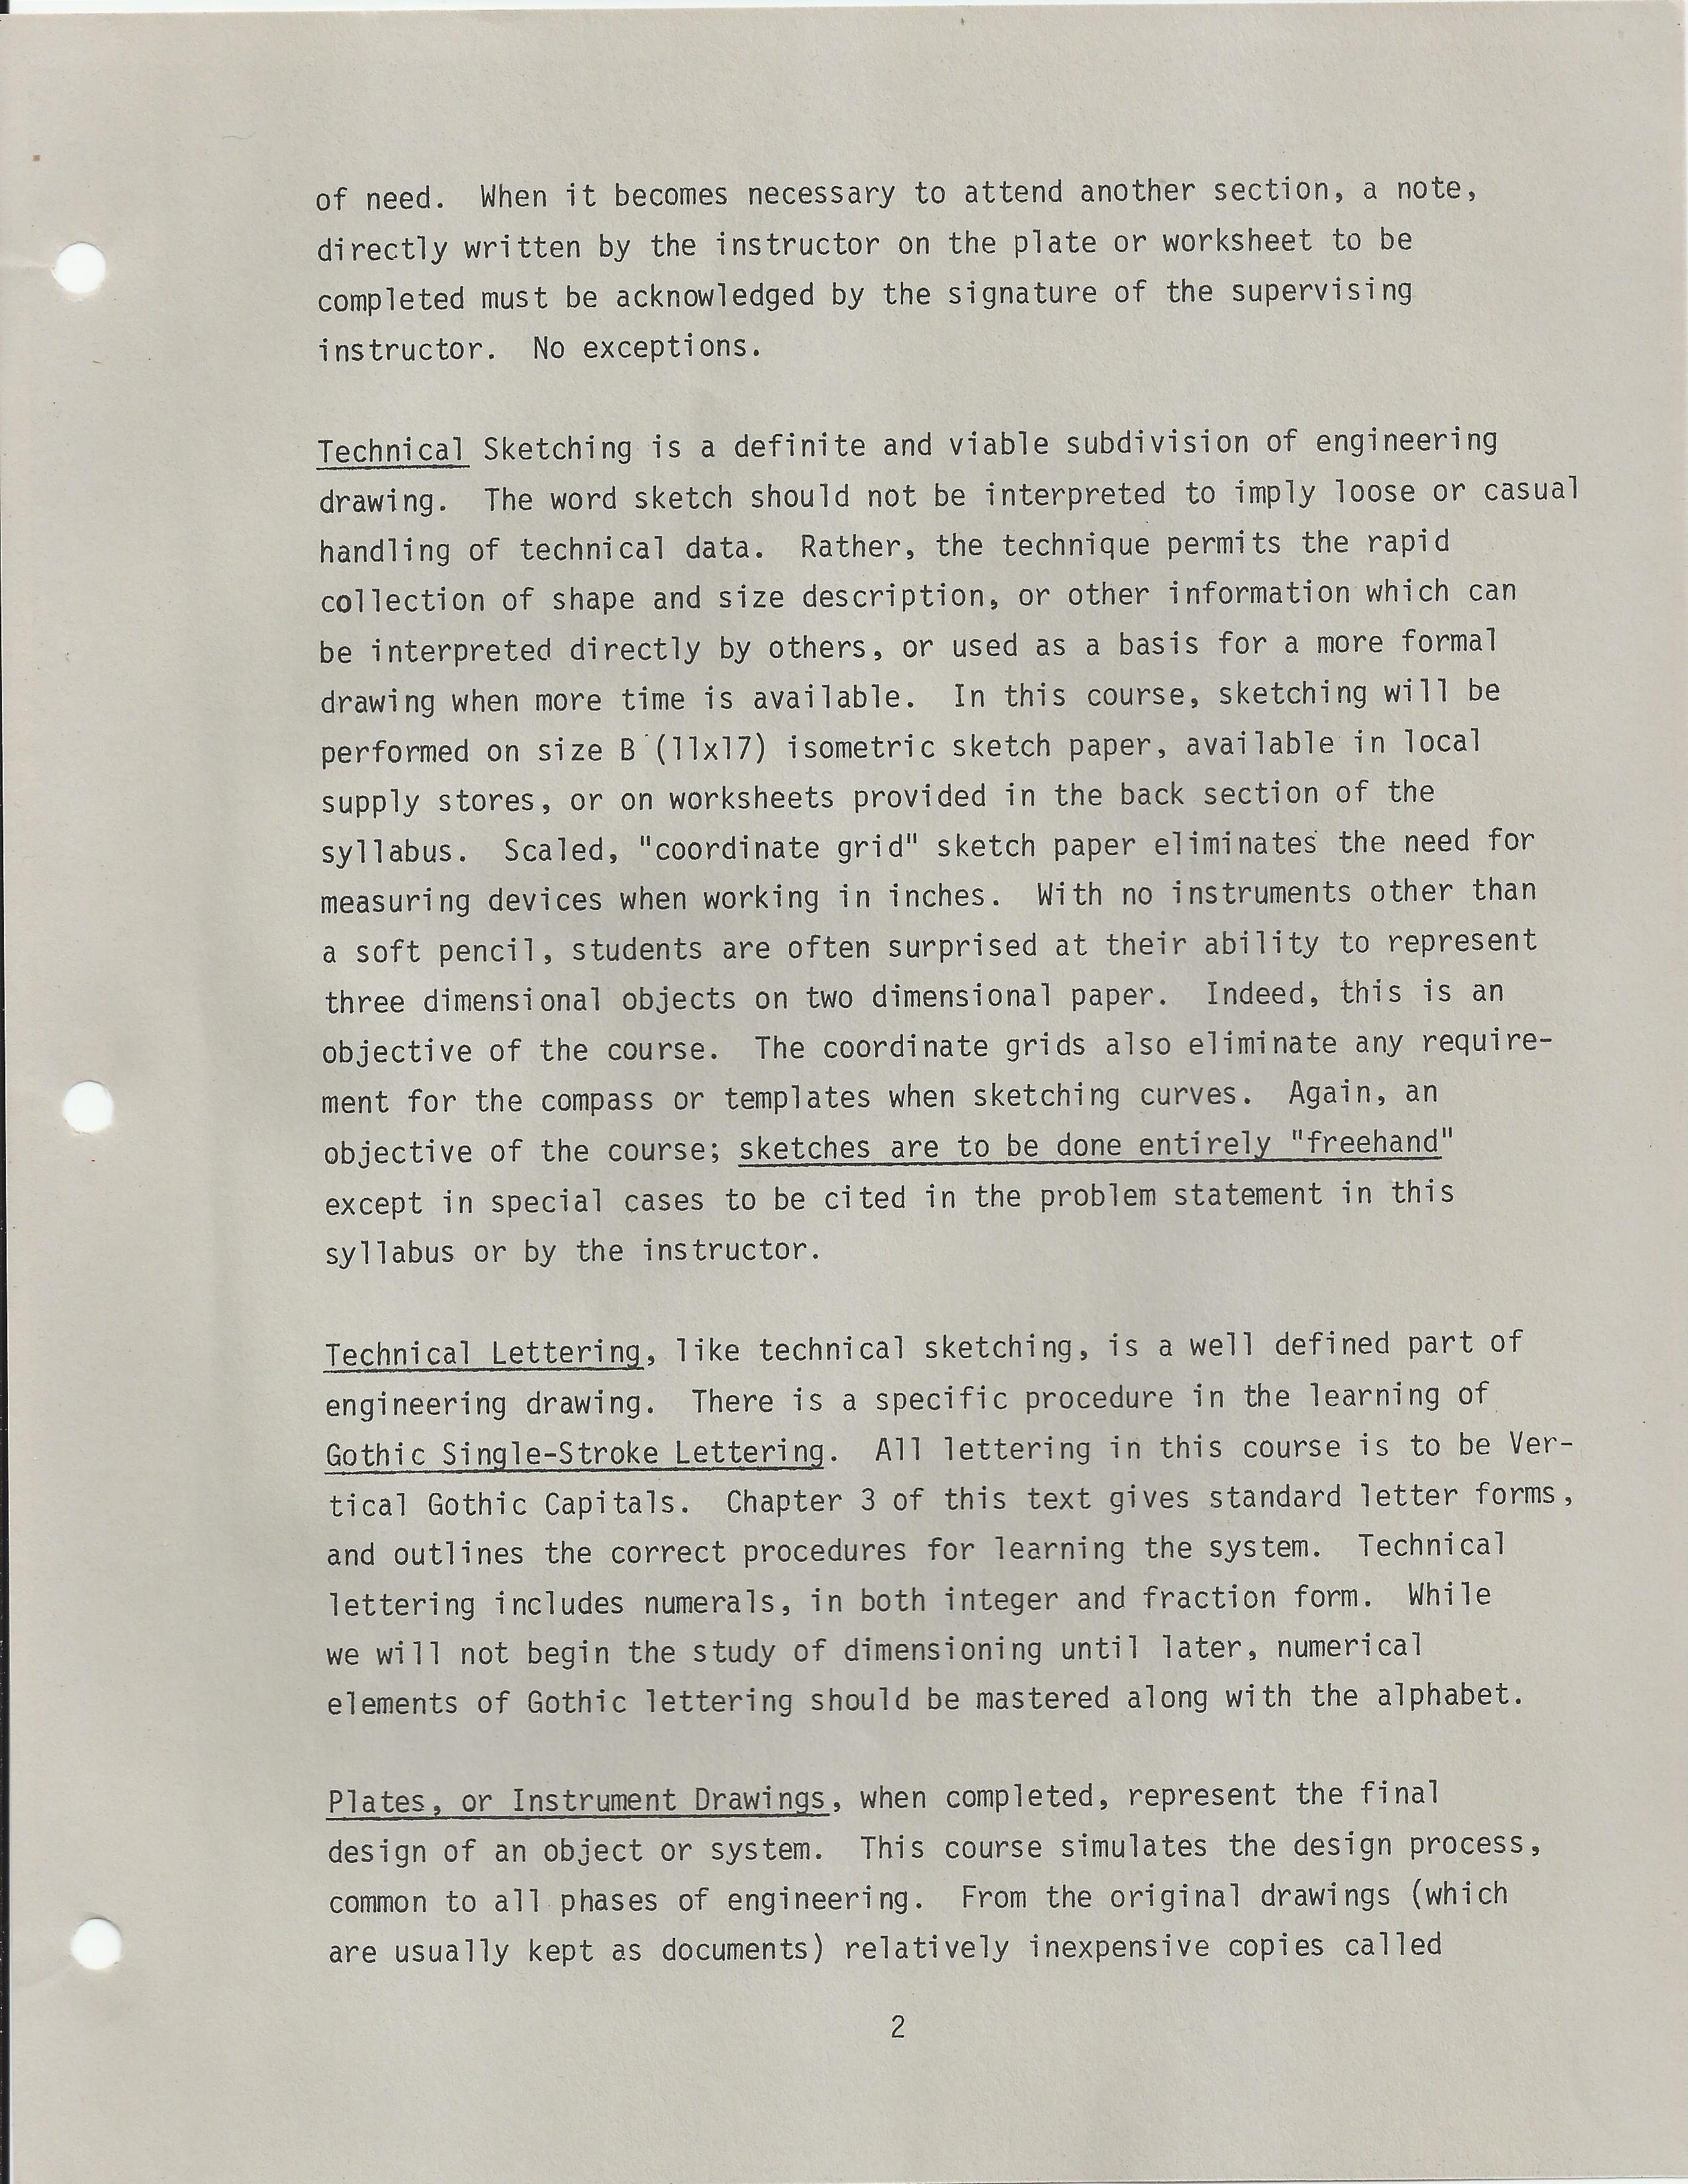 of need.  When it becomes necessary to attend another section, a note,
directly written by the instructor on the plate or worksheet to be
completed must be acknowledged by the signature of the supervising
instructor.  No exceptions.
Technical Sketching is a definite and viable subdivision of engineering
drawing.  The word sketch should not be interpreted to imply loose or casual
handling of technical data.  Rather, the technique permits the rapid
collection of shape and size description, or other information which can
be interpreted directly by others, or used as a basis for a more formal
drawing when more time is available.  In this course, sketching will be
performed on size B (11x17) isometric sketch paper, available in local
supply stores, or on worksheets provided in the back section of the
syllabus.  Scaled, "coordinate grid" sketch paper eliminates the need for
measuring devices when working in inches.  With no instruments other than
a soft pencil, students are often surprised at their ability to represent
three dimensional objects on two dimensional paper.  Indeed, this is an
objective of the course.  The coordinate grids also eliminate any require-
ment for the compass or templates when sketching curves.  Again, an
objective of the course; sketches are to be done entirely "freehand"
except in special cases to be cited in the problem statement in this
syllabus or by the instructor.
Technical Lettering, like technical sketching, is a well defined part of
engineering drawing.  There is a specific procedure in the learning of
Gothic Single-Stroke Lettering.  All lettering in this course is to be Ver-
tical Gothic Capitals.  Chapter 3 of this text gives standard letter forms,
and outlines the correct procedures for learning the system.  Technical
lettering includes numerals, in both integer and fraction form.  While
we will not begin the study of dimensioning until later, numerical
elements of Gothic lettering should be mastered along with the alphabet.
Plates, or Instrument Drawings, when completed, represent the final
design of an object or system.  This course simulates the design process,
common to all phases of engineering.  From the original drawings (which
are usually kept as documents) relatively inexpensive copies called
2